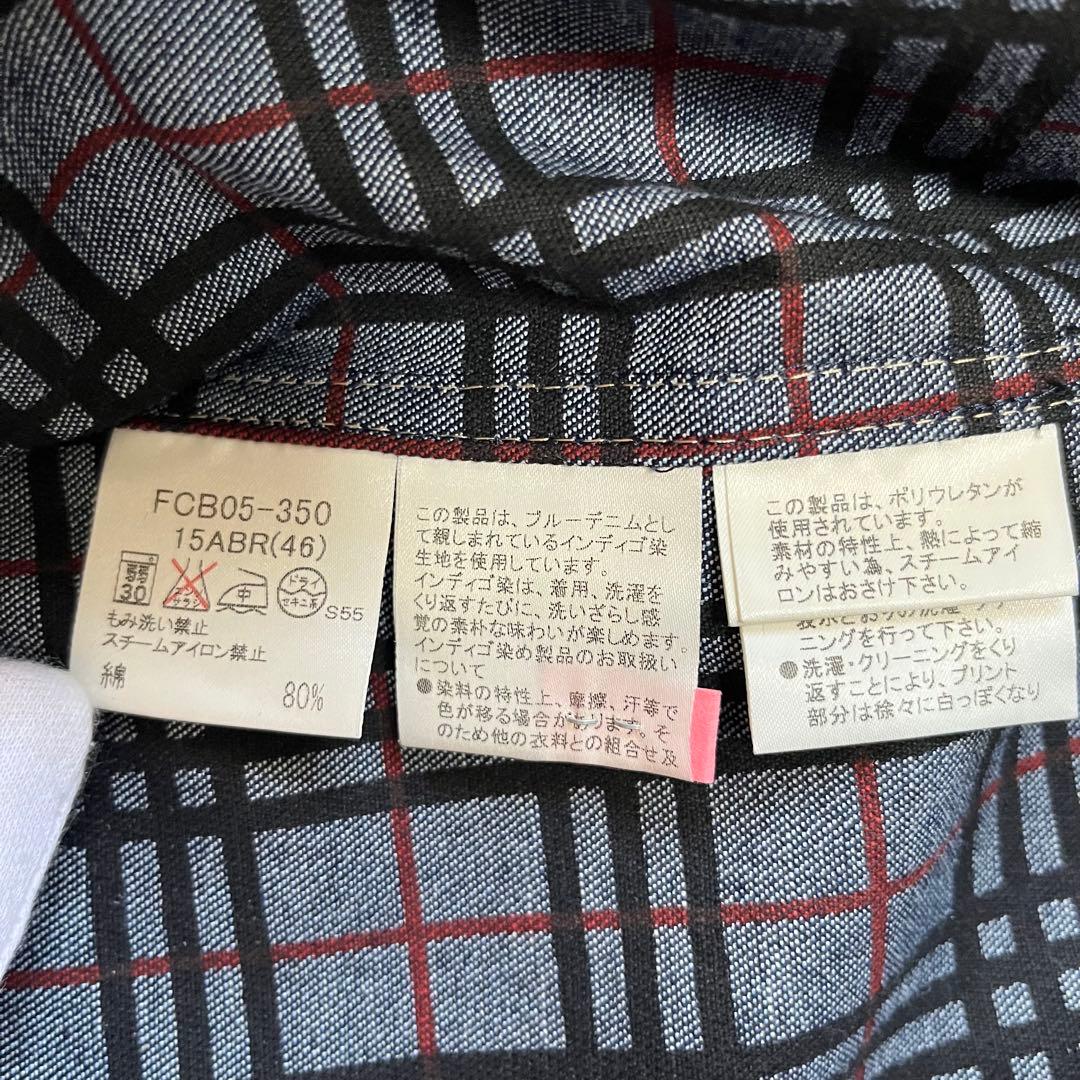 FCB05-350
15ABR(46)
弱
30
エンソ
サラシ
中
ドライ
セキユ系
S55
もみ洗い禁止
スチームアイロン禁止
綿 80%
この製品は、ブルーデニムとし
て親しまれているインディゴ染
生地を使用しています。
インディゴ染は、着用、洗濯を
くり返すたびに、洗いざらし感
覚の素朴な味わいが楽しめます
インディゴ染め製品のお取扱い
について
●染料の特性上、摩擦、汗等で
色が移る場合があります。そ
のため他の衣料との組合せ及
この製品は、ポリウレタンが
使用されています。
素材の特性上、熱によって縮
みやすい為、スチームアイ
ロンはおさけ下さい。
ニングを行って下さい。
●洗濯・クリーニングをくり
返すことにより、プリント
部分は徐々に白っぽくなり